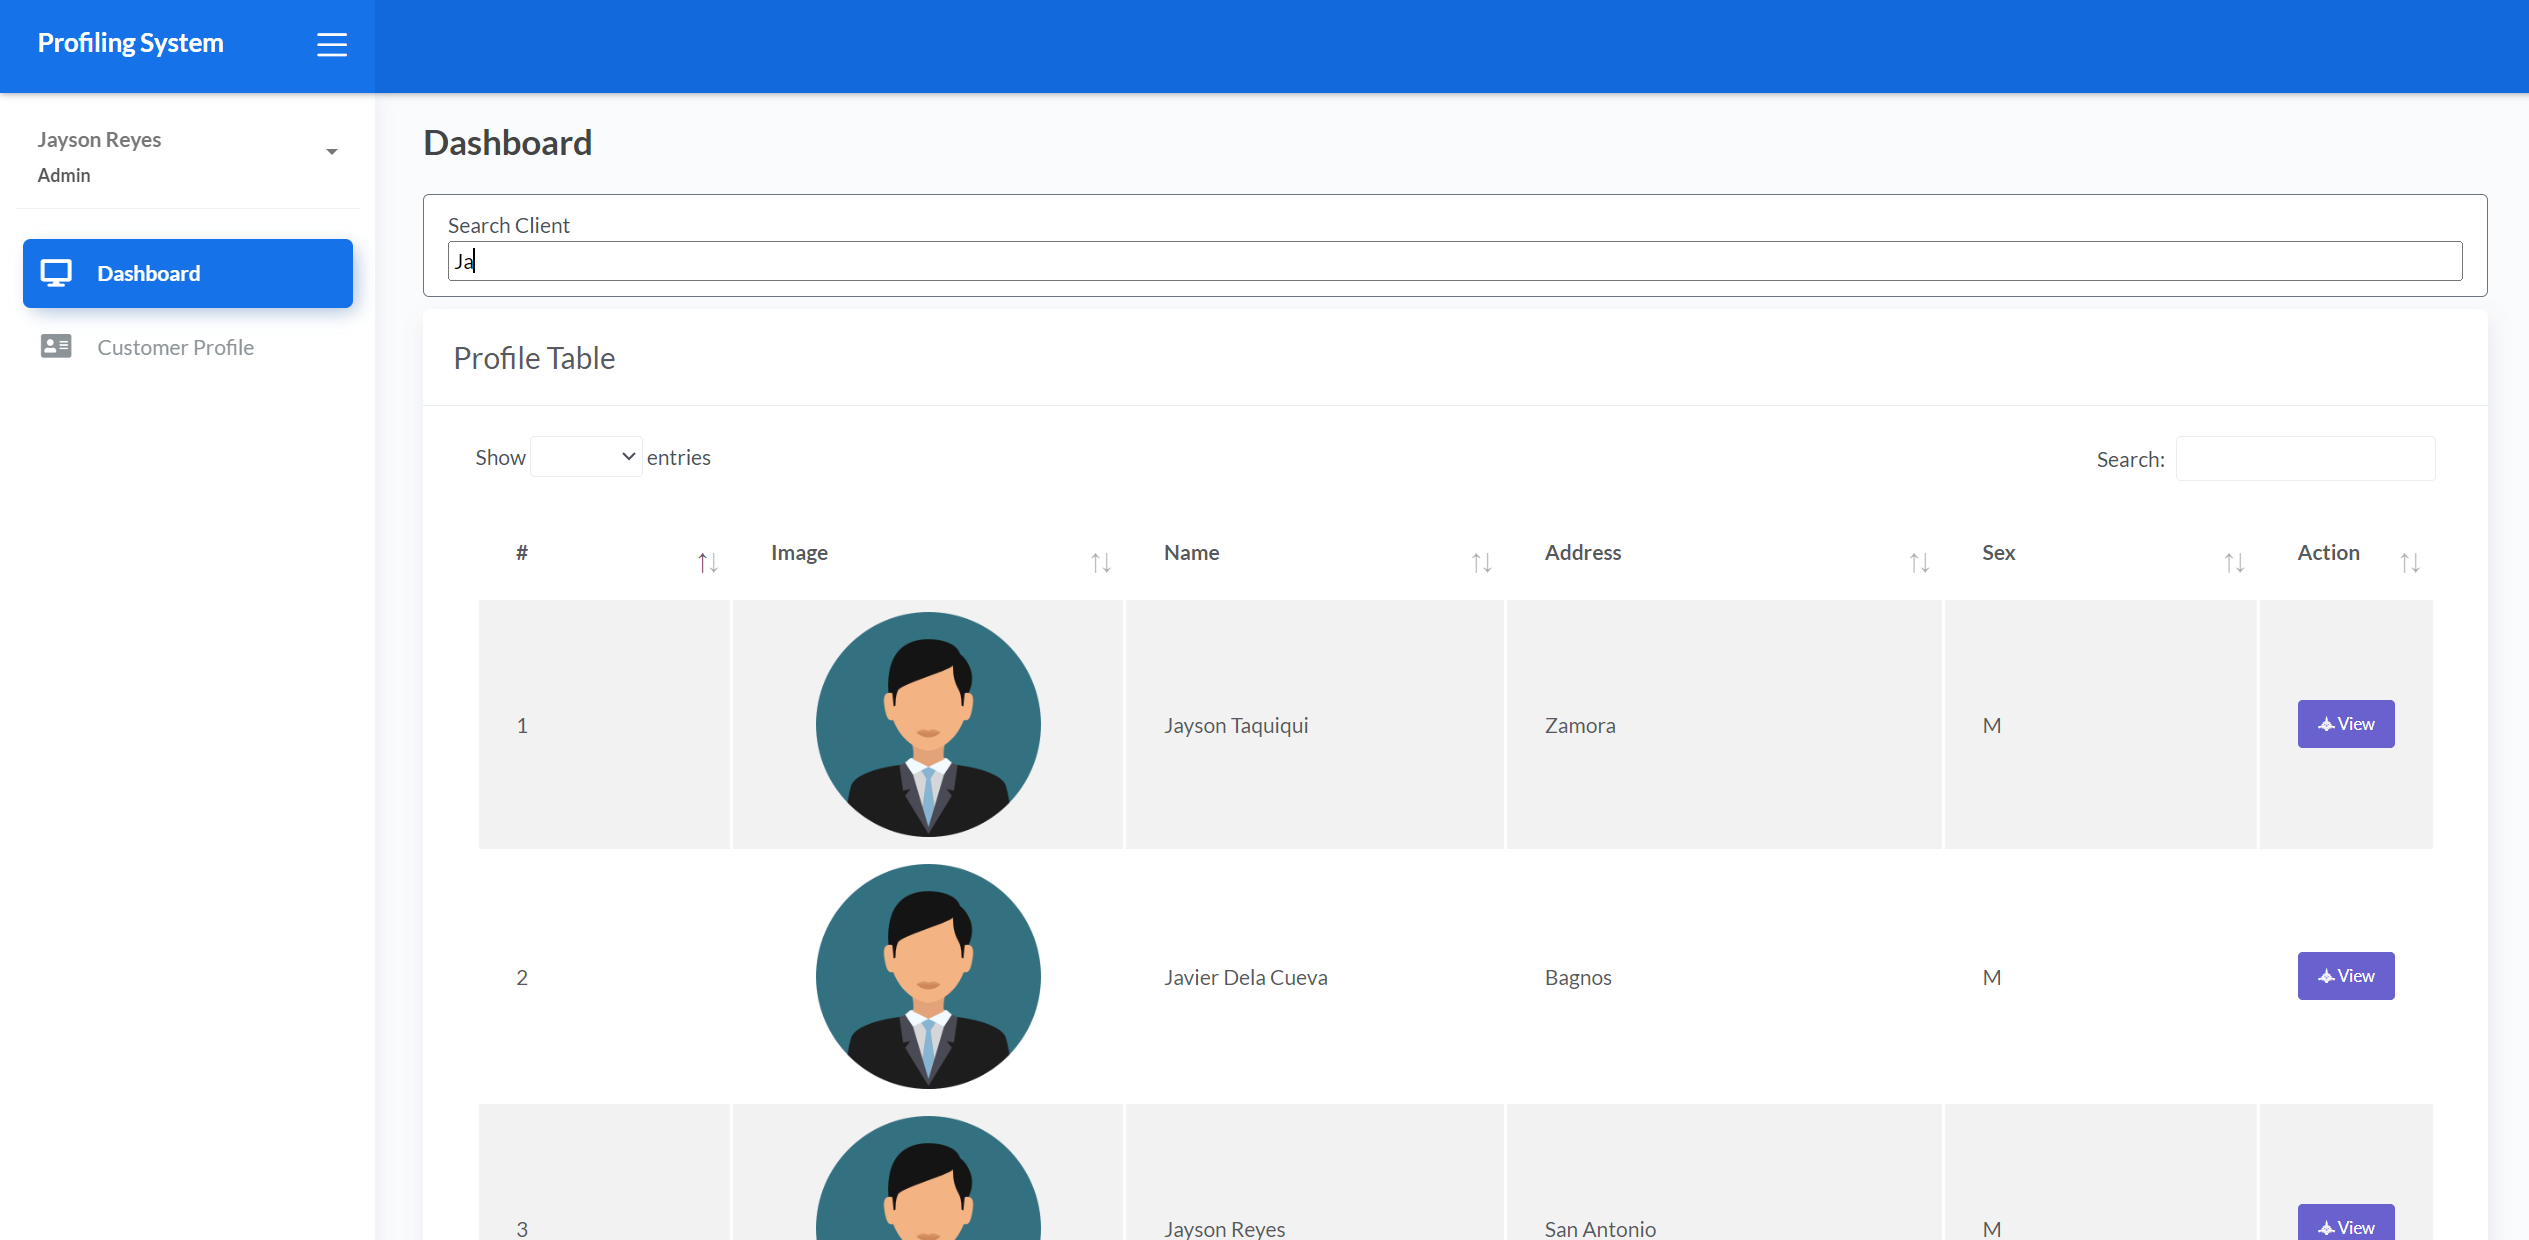 Profiling System
Jayson Reyes
Admin
Dashboard
Customer Profile
Dashboard
Search Client
Ja
Profile Table
Show entries Search:
# Image Name Address Sex Action
1 Jayson Taquiqui Zamora M View
2 Javier Dela Cueva Bagnos M View
3 Jayson Reyes San Antonio M View